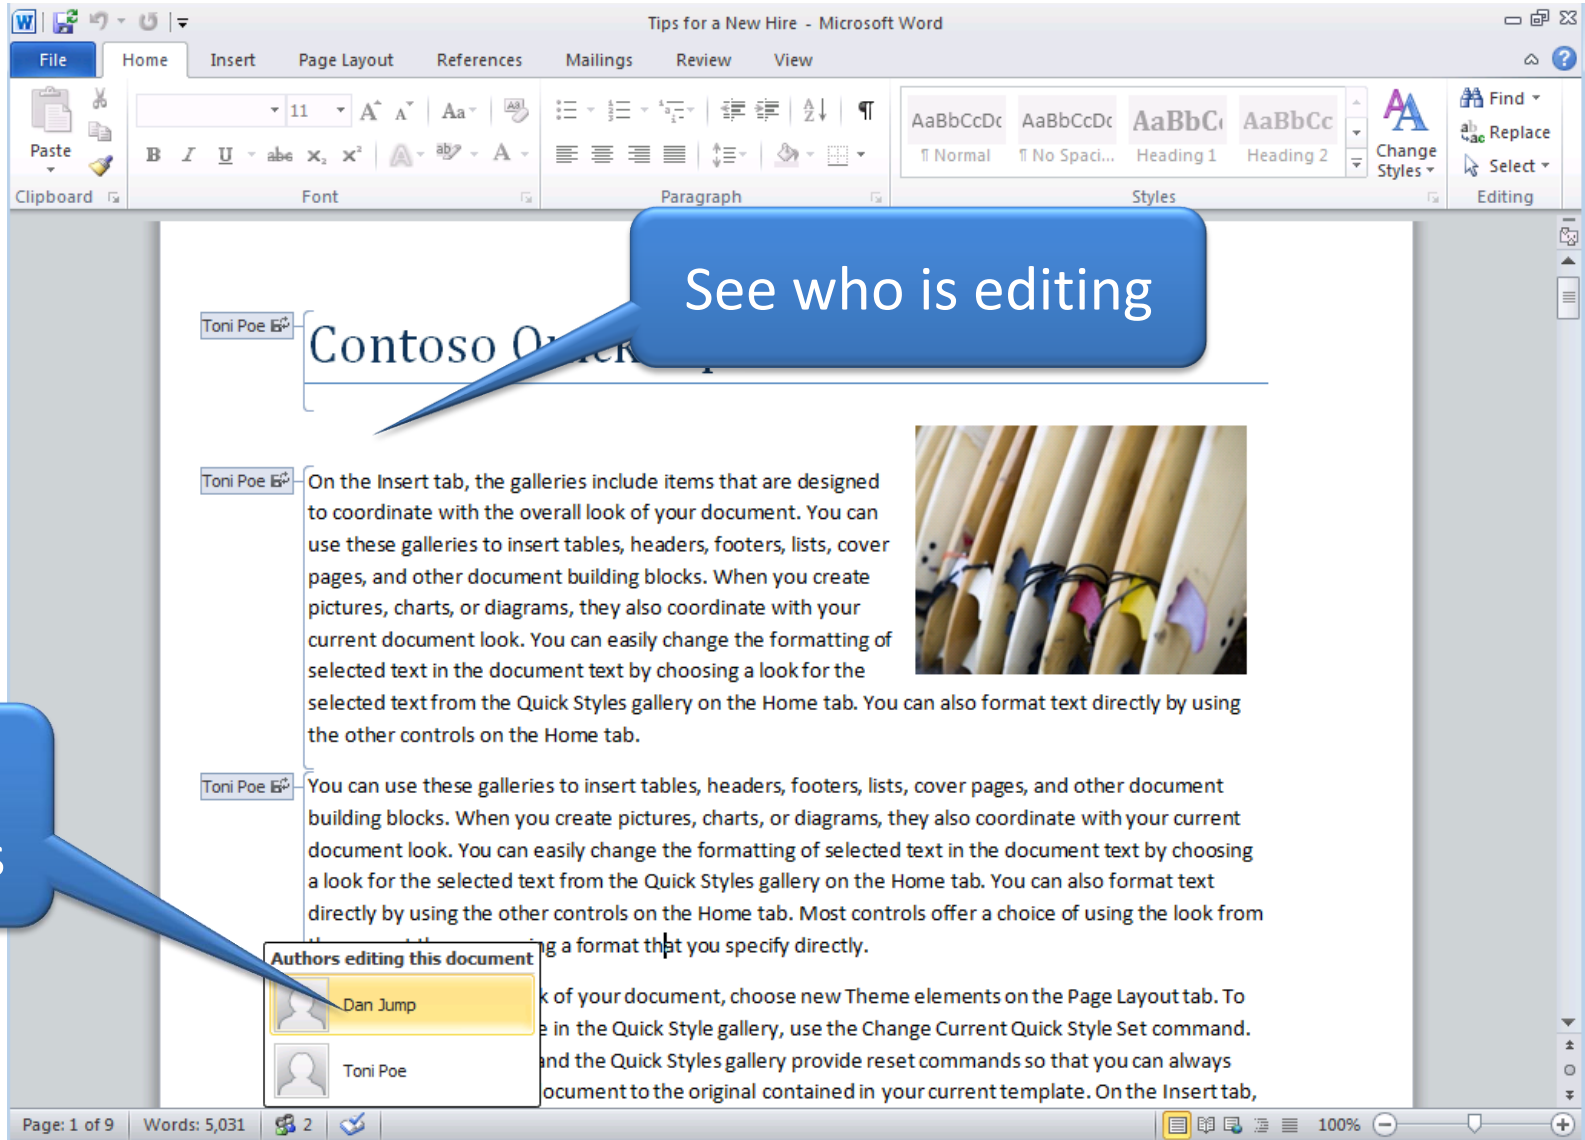 Tips for a New Hire - Microsoft Word
File Home Insert Page Layout References Mailings Review View
11 Aa
Paste
B I U abc x₂ x² A ab A
AaBbCcDc AaBbCcDc AaBbC AaBbCc
¶ Normal ¶ No Spaci... Heading 1 Heading 2
Change Styles
Find
Replace
Select
Clipboard Font Paragraph Styles Editing
See who is editing
Toni Poe
Contoso
Toni Poe
On the Insert tab, the galleries include items that are designed
to coordinate with the overall look of your document. You can
use these galleries to insert tables, headers, footers, lists, cover
pages, and other document building blocks. When you create
pictures, charts, or diagrams, they also coordinate with your
current document look. You can easily change the formatting of
selected text in the document text by choosing a look for the
selected text from the Quick Styles gallery on the Home tab. You can also format text directly by using
the other controls on the Home tab.
Toni Poe
You can use these galleries to insert tables, headers, footers, lists, cover pages, and other document
building blocks. When you create pictures, charts, or diagrams, they also coordinate with your current
document look. You can easily change the formatting of selected text in the document text by choosing
a look for the selected text from the Quick Styles gallery on the Home tab. You can also format text
directly by using the other controls on the Home tab. Most controls offer a choice of using the look from
a format that you specify directly.
Authors editing this document
Dan Jump
Toni Poe
of your document, choose new Theme elements on the Page Layout tab. To
in the Quick Style gallery, use the Change Current Quick Style Set command.
and the Quick Styles gallery provide reset commands so that you can always
to the original contained in your current template. On the Insert tab,
Page: 1 of 9 Words: 5,031 2 100%